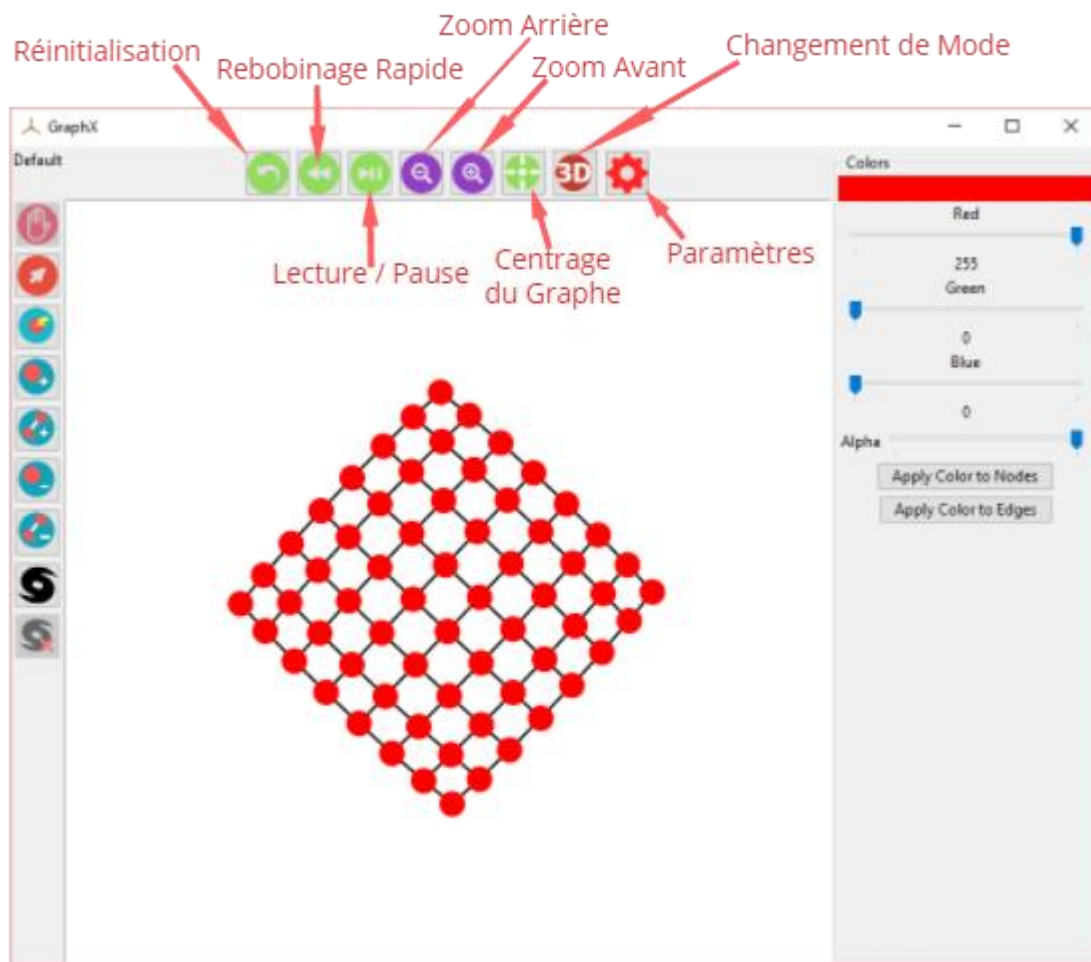 Zoom Arrière
Réinitialisation
Rebobinage Rapide
Zoom Avant
Changement de Mode
GraphX
Default
3D
Colors
Red
255
Green
0
Blue
0
Alpha
Apply Color to Nodes
Apply Color to Edges
Lecture / Pause
Centrage
du Graphe
Paramètres